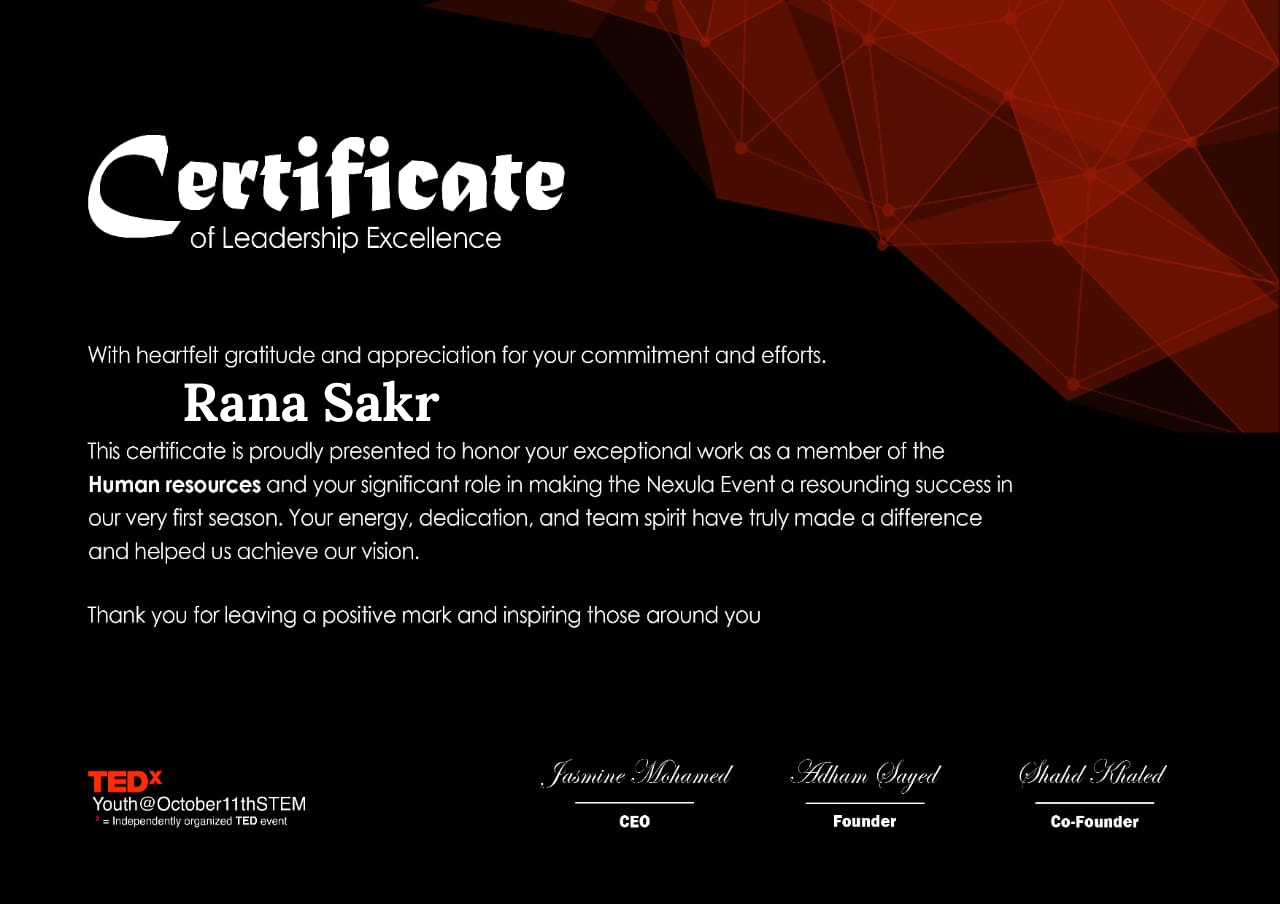 Certificate
of Leadership Excellence
With heartfelt gratitude and appreciation for your commitment and efforts.
Rana Sakr
This certificate is proudly presented to honor your exceptional work as a member of the
Human resources and your significant role in making the Nexula Event a resounding success in
our very first season. Your energy, dedication, and team spirit have truly made a difference
and helped us achieve our vision.
Thank you for leaving a positive mark and inspiring those around you
TEDx
Youth@October11thSTEM
x = Independently organized TED event
Jasmine Mohamed
CEO
Adham Sayed
Founder
Shahd Khaled
Co-Founder